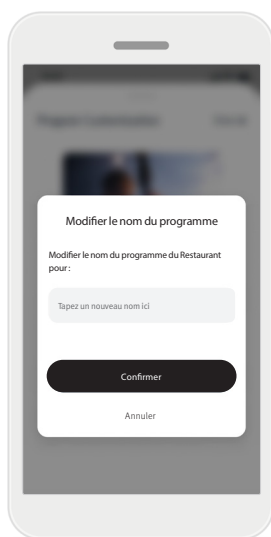 Modifier le nom du programme
Modifier le nom du programme du Restaurant
pour :
Tapez un nouveau nom ici
Confirmer
Annuler